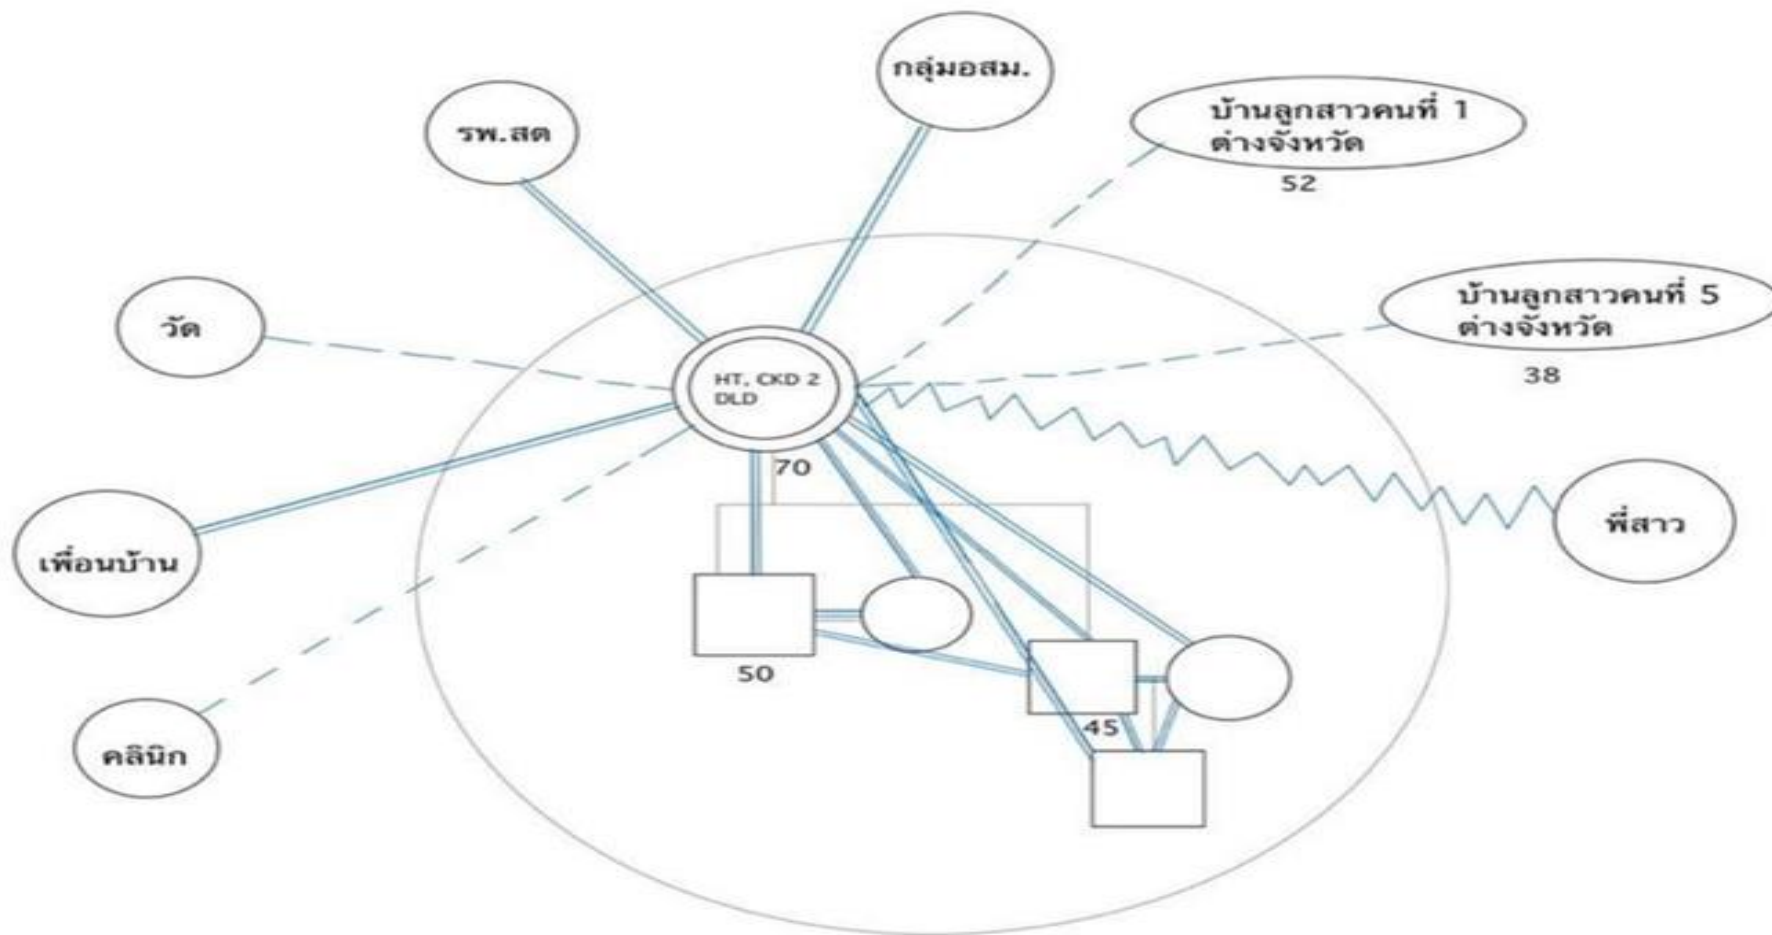 กลุ่มอสม.
รพ.สต
บ้านลูกสาวคนที่ 1
ต่างจังหวัด
52
วัด
บ้านลูกสาวคนที่ 5
ต่างจังหวัด
38
HT, CKD 2
DLD
70
พี่สาว
เพื่อนบ้าน
50
45
คลินิก